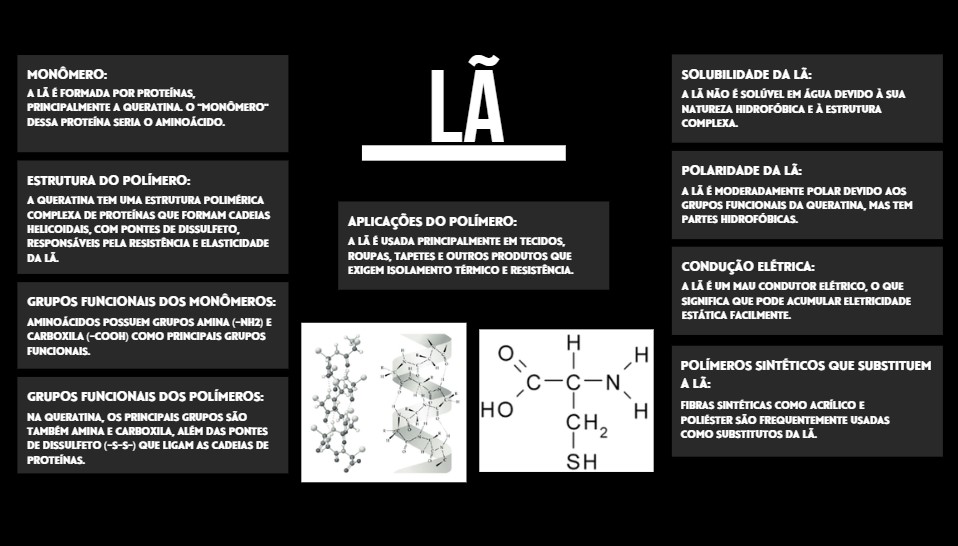 MONÔMERO:
A LÃ É FORMADA POR PROTEÍNAS,
PRINCIPALMENTE A QUERATINA. O "MONÔMERO"
DESSA PROTEÍNA SERIA O AMINOÁCIDO.
ESTRUTURA DO POLÍMERO:
A QUERATINA TEM UMA ESTRUTURA POLIMÉRICA
COMPLEXA DE PROTEÍNAS QUE FORMAM CADEIAS
HELICOIDAIS, COM PONTES DE DISSULFETO,
RESPONSÁVEIS PELA RESISTÊNCIA E ELASTICIDADE
DA LÃ.
GRUPOS FUNCIONAIS DOS MONÔMEROS:
AMINOÁCIDOS POSSUEM GRUPOS AMINA (-NH2) E
CARBOXILA (-COOH) COMO PRINCIPAIS GRUPOS
FUNCIONAIS.
GRUPOS FUNCIONAIS DOS POLÍMEROS:
NA QUERATINA, OS PRINCIPAIS GRUPOS SÃO
TAMBÉM AMINA E CARBOXILA, ALÉM DAS PONTES
DE DISSULFETO (-S-S-) QUE LIGAM AS CADEIAS DE
PROTEÍNAS.
LÃ
APLICAÇÕES DO POLÍMERO:
A LÃ É USADA PRINCIPALMENTE EM TECIDOS,
ROUPAS, TAPETES E OUTROS PRODUTOS QUE
EXIGEM ISOLAMENTO TÉRMICO E RESISTÊNCIA.
H
O H
C C N
HO H
CH2
SH
SOLUBILIDADE DA LÃ:
A LÃ NÃO É SOLÚVEL EM ÁGUA DEVIDO À SUA
NATUREZA HIDROFÓBICA E À ESTRUTURA
COMPLEXA.
POLARIDADE DA LÃ:
A LÃ É MODERADAMENTE POLAR DEVIDO AOS
GRUPOS FUNCIONAIS DA QUERATINA, MAS TEM
PARTES HIDROFÓBICAS.
CONDUÇÃO ELÉTRICA:
A LÃ É UM MAU CONDUTOR ELÉTRICO, O QUE
SIGNIFICA QUE PODE ACUMULAR ELETRICIDADE
ESTÁTICA FACILMENTE.
POLÍMEROS SINTÉTICOS QUE SUBSTITUEM
A LÃ:
FIBRAS SINTÉTICAS COMO ACRÍLICO E
POLIÉSTER SÃO FREQUENTEMENTE USADAS
COMO SUBSTITUTOS DA LÃ.